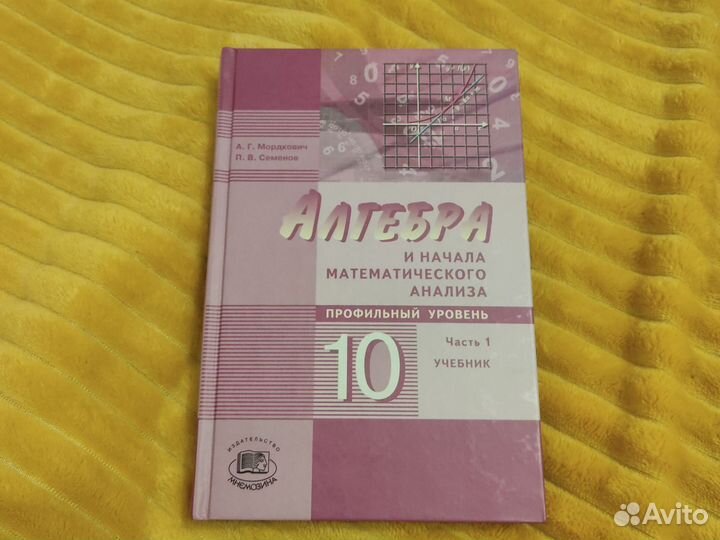 А. Г. Мордкович
П. В. Семенов
АЛГЕБРА
И НАЧАЛА
МАТЕМАТИЧЕСКОГО
АНАЛИЗА
ПРОФИЛЬНЫЙ УРОВЕНЬ
10
Часть 1
УЧЕБНИК
ИЗДАТЕЛЬСТВО
МНЕМОЗИНА
Avito